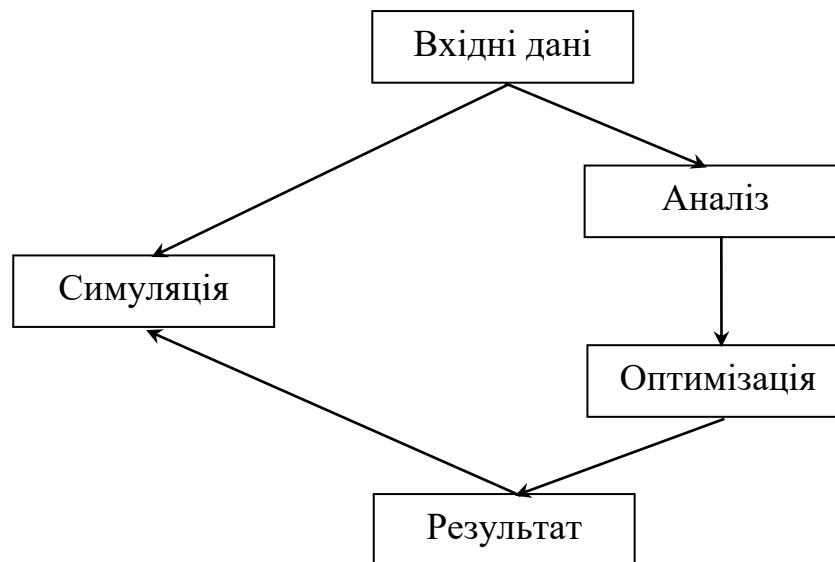 Вхідні дані
Аналіз
Симуляція
Оптимізація
Результат